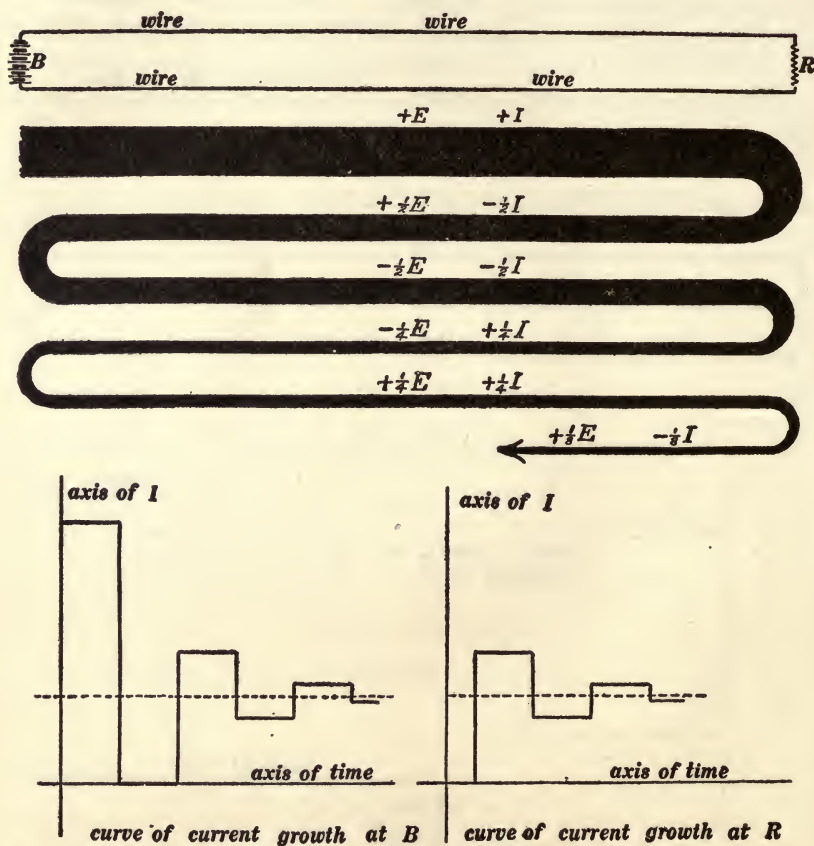 wire wire
B R
wire wire
+E +I
+½E -½I
-½E -½I
-¼E +¼I
+¼E +¼I
+⅛E -⅛I
axis of I axis of I
axis of time axis of time
curve of current growth at B curve of current growth at R